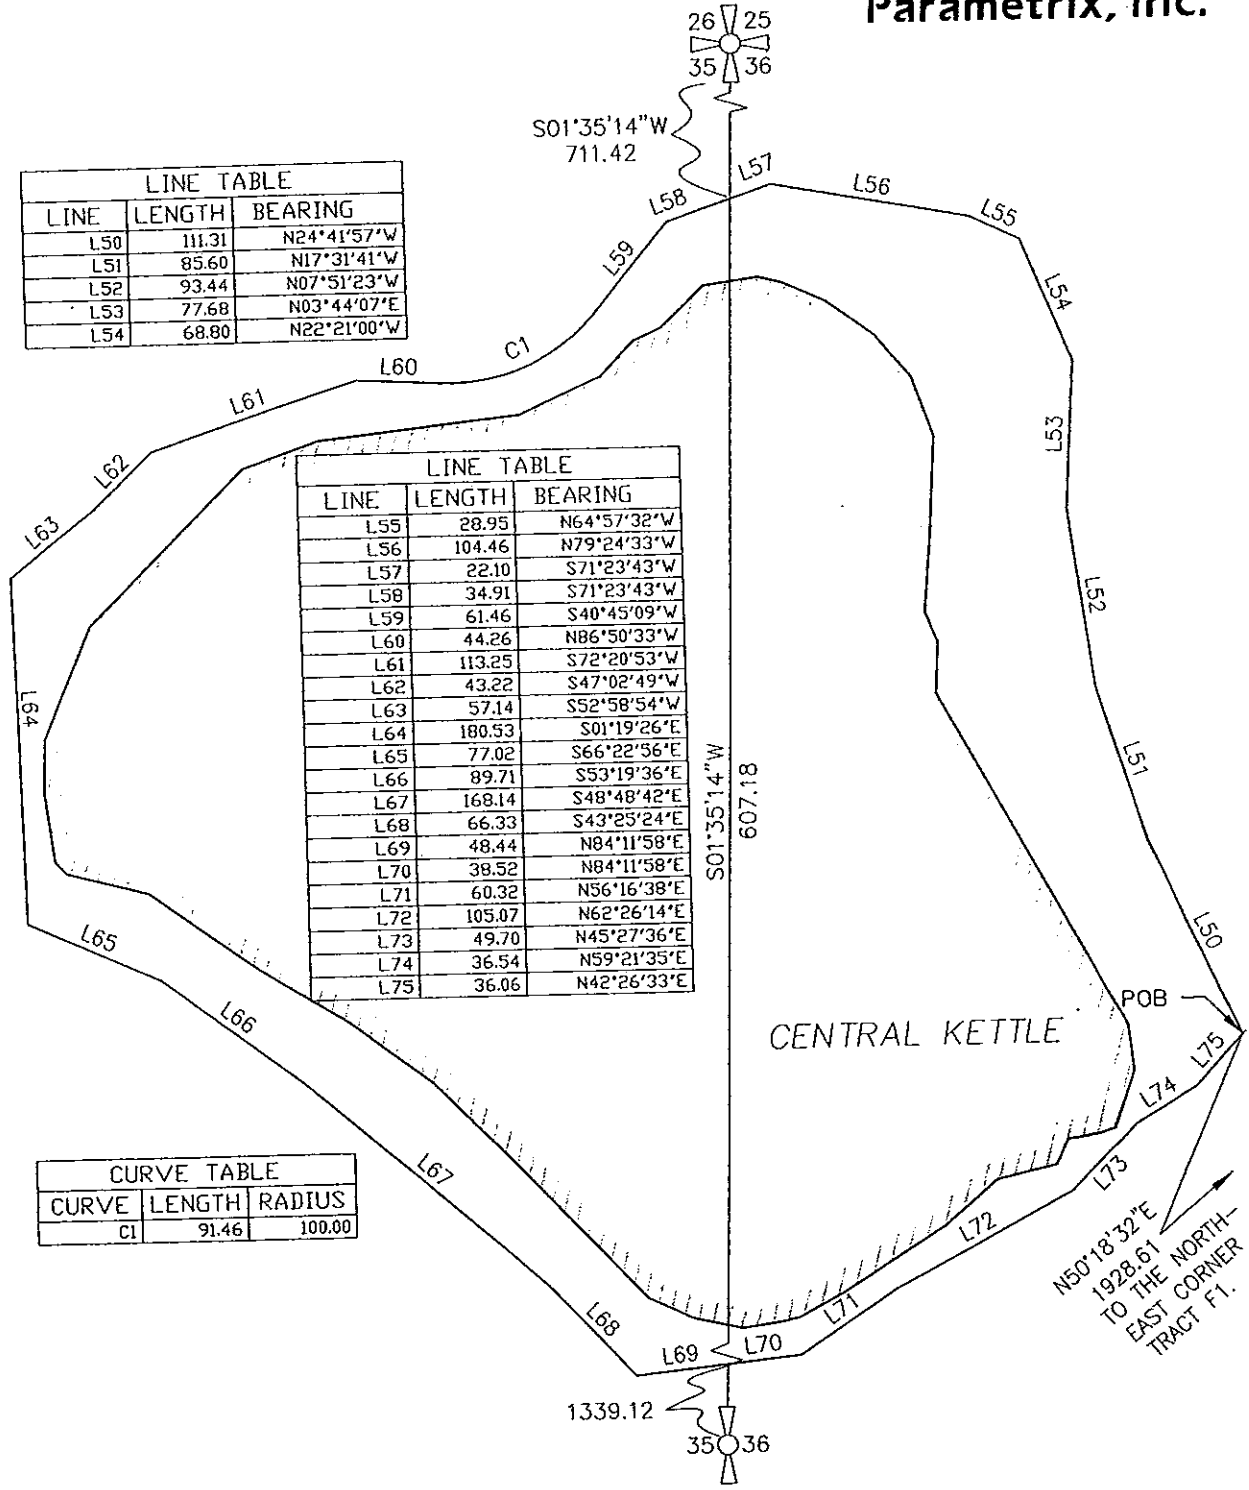 Parametrix, Inc.
26 25
35 36
S01°35'14"W
711.42
LINE TABLE
LINE LENGTH BEARING
L50 111.31 N24°41'57"W
L51 85.60 N17°31'41"W
L52 93.44 N07°51'23"W
L53 77.68 N03°44'07"E
L54 68.80 N22°21'00"W
L57
L56
L55
L58
L59
L54
C1
L60
L61
L53
L62
L63
LINE TABLE
LINE LENGTH BEARING
L55 28.95 N64°57'32"W
L56 104.46 N79°24'33"W
L57 22.10 S71°23'43"W
L58 34.91 S71°23'43"W
L59 61.46 S40°45'09"W
L60 44.26 N86°50'33"W
L61 113.25 S72°20'53"W
L62 43.22 S47°02'49"W
L63 57.14 S52°58'54"W
L64 180.53 S01°19'26"E
L65 77.02 S66°22'56"E
L66 89.71 S53°19'36"E
L67 168.14 S48°48'42"E
L68 66.33 S43°25'24"E
L69 48.44 N84°11'58"E
L70 38.52 N84°11'58"E
L71 60.32 N56°16'38"E
L72 105.07 N62°26'14"E
L73 49.70 N45°27'36"E
L74 36.54 N59°21'35"E
L75 36.06 N42°26'33"E
L52
L64
S01°35'14"W
607.18
L51
L50
L65
L66
POB
CENTRAL KETTLE
L75
L74
L73
L67
L72
CURVE TABLE
CURVE LENGTH RADIUS
C1 91.46 100.00
N50°18'32"E
1928.61
TO THE NORTH-
EAST CORNER
TRACT F1.
L71
L68
L70
L69
1339.12
35 36